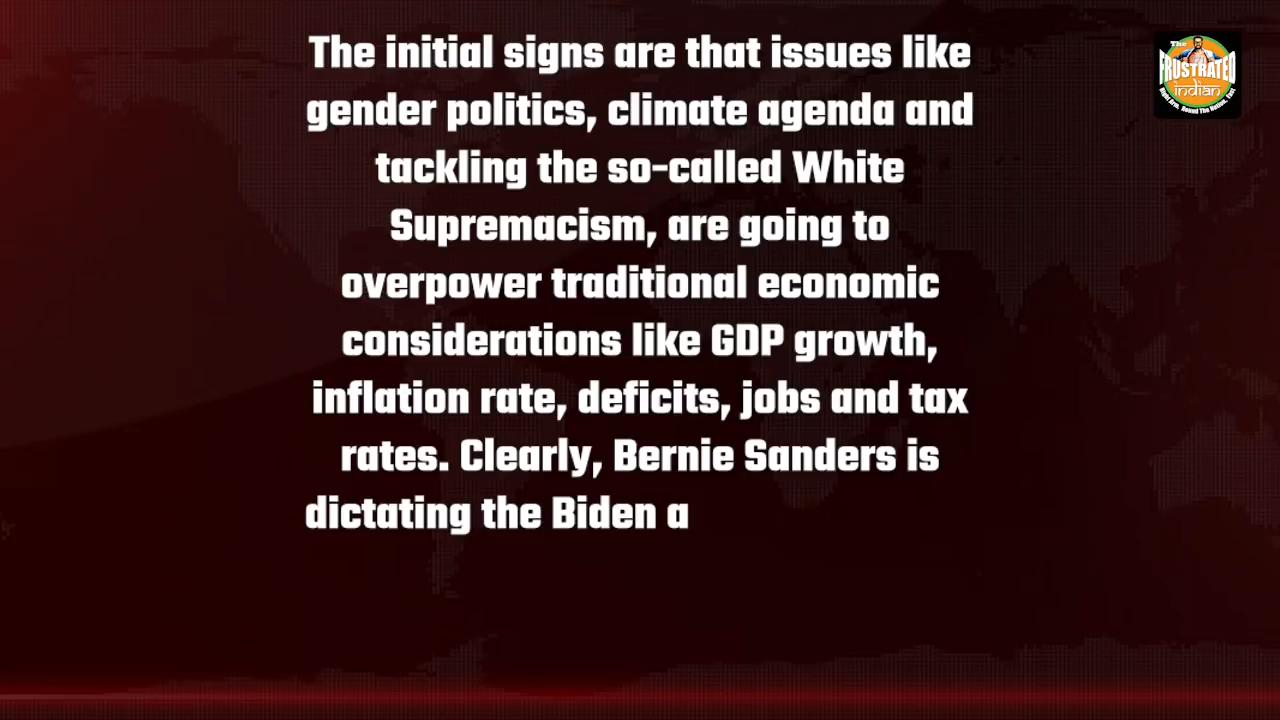 The initial signs are that issues like
gender politics, climate agenda and
tackling the so-called White
Supremacism, are going to
overpower traditional economic
considerations like GDP growth,
inflation rate, deficits, jobs and tax
rates. Clearly, Bernie Sanders is
dictating the Biden a
The
FRUSTRATED
indian